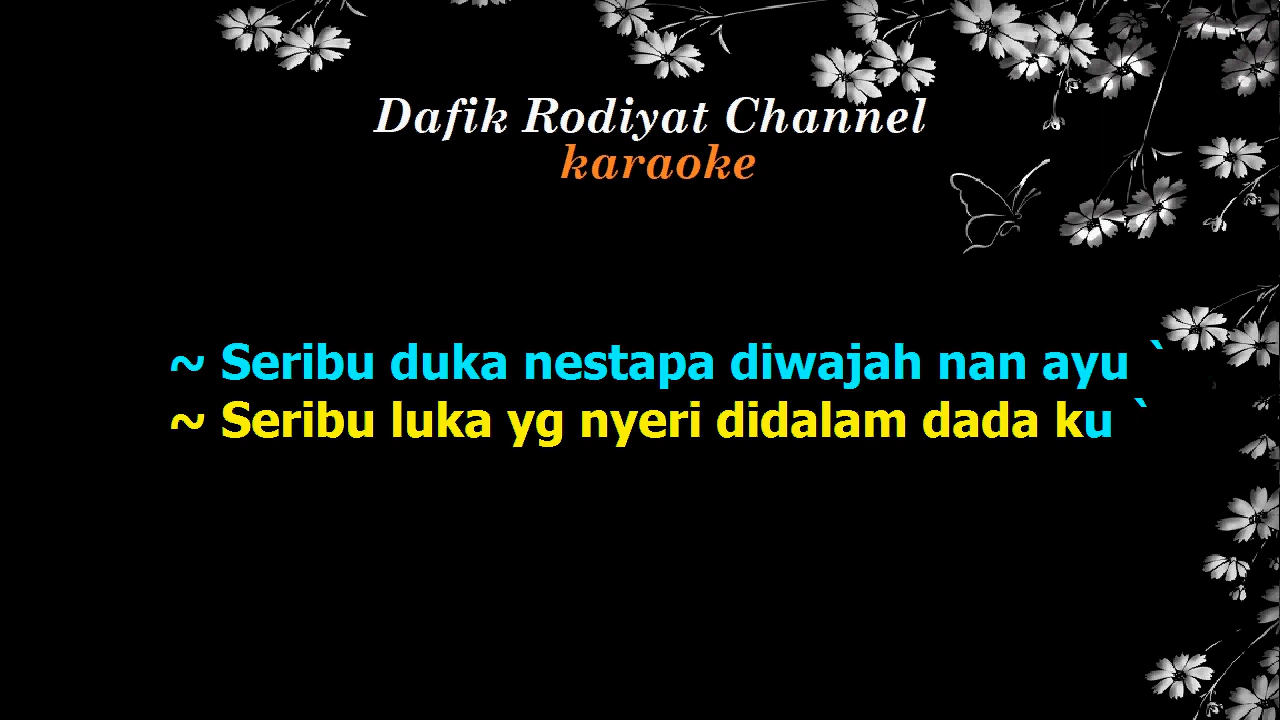 Dafik Rodiyat Channel
karaoke
~ Seribu duka nestapa diwajah nan ayu `
~ Seribu luka yg nyeri didalam dada ku `